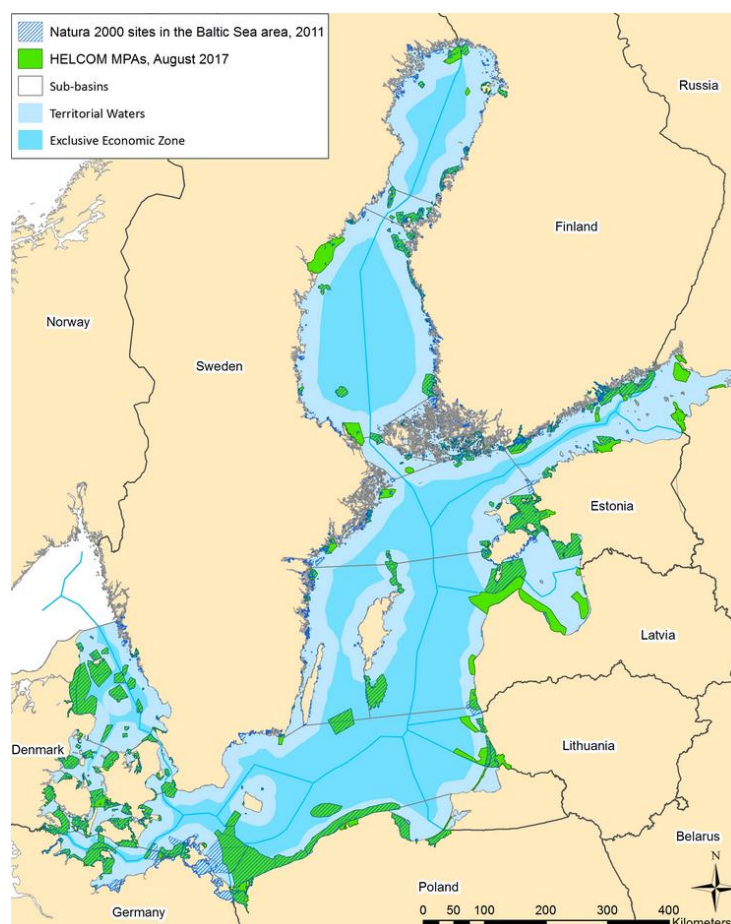 Natura 2000 sites in the Baltic Sea area, 2011
HELCOM MPAs, August 2017
Sub-basins
Territorial Waters
Exclusive Economic Zone
Russia
Finland
Norway
Sweden
Estonia
Latvia
Denmark
Lithuania
Belarus
N
Poland
Germany
0 50 100 200 300 400
Kilometers